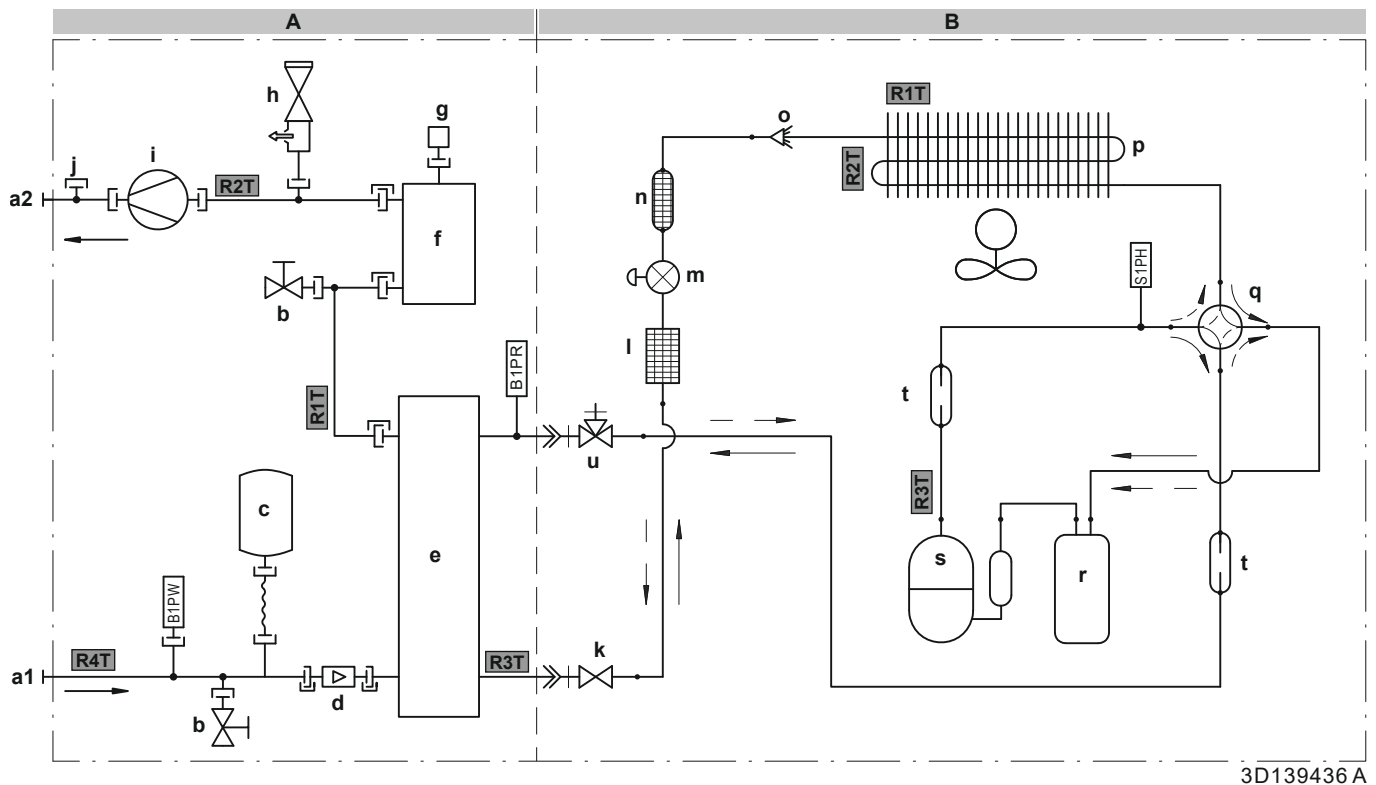 A B
h
g
R1T
o
p
j
i
R2T
R2T
a2
n
f
S1PH
q
m
b
l
B1PR
t
R1T
u
R3T
c
e
s
r
t
B1PW
k
R4T
R3T
a1
d
b
3D139436 A